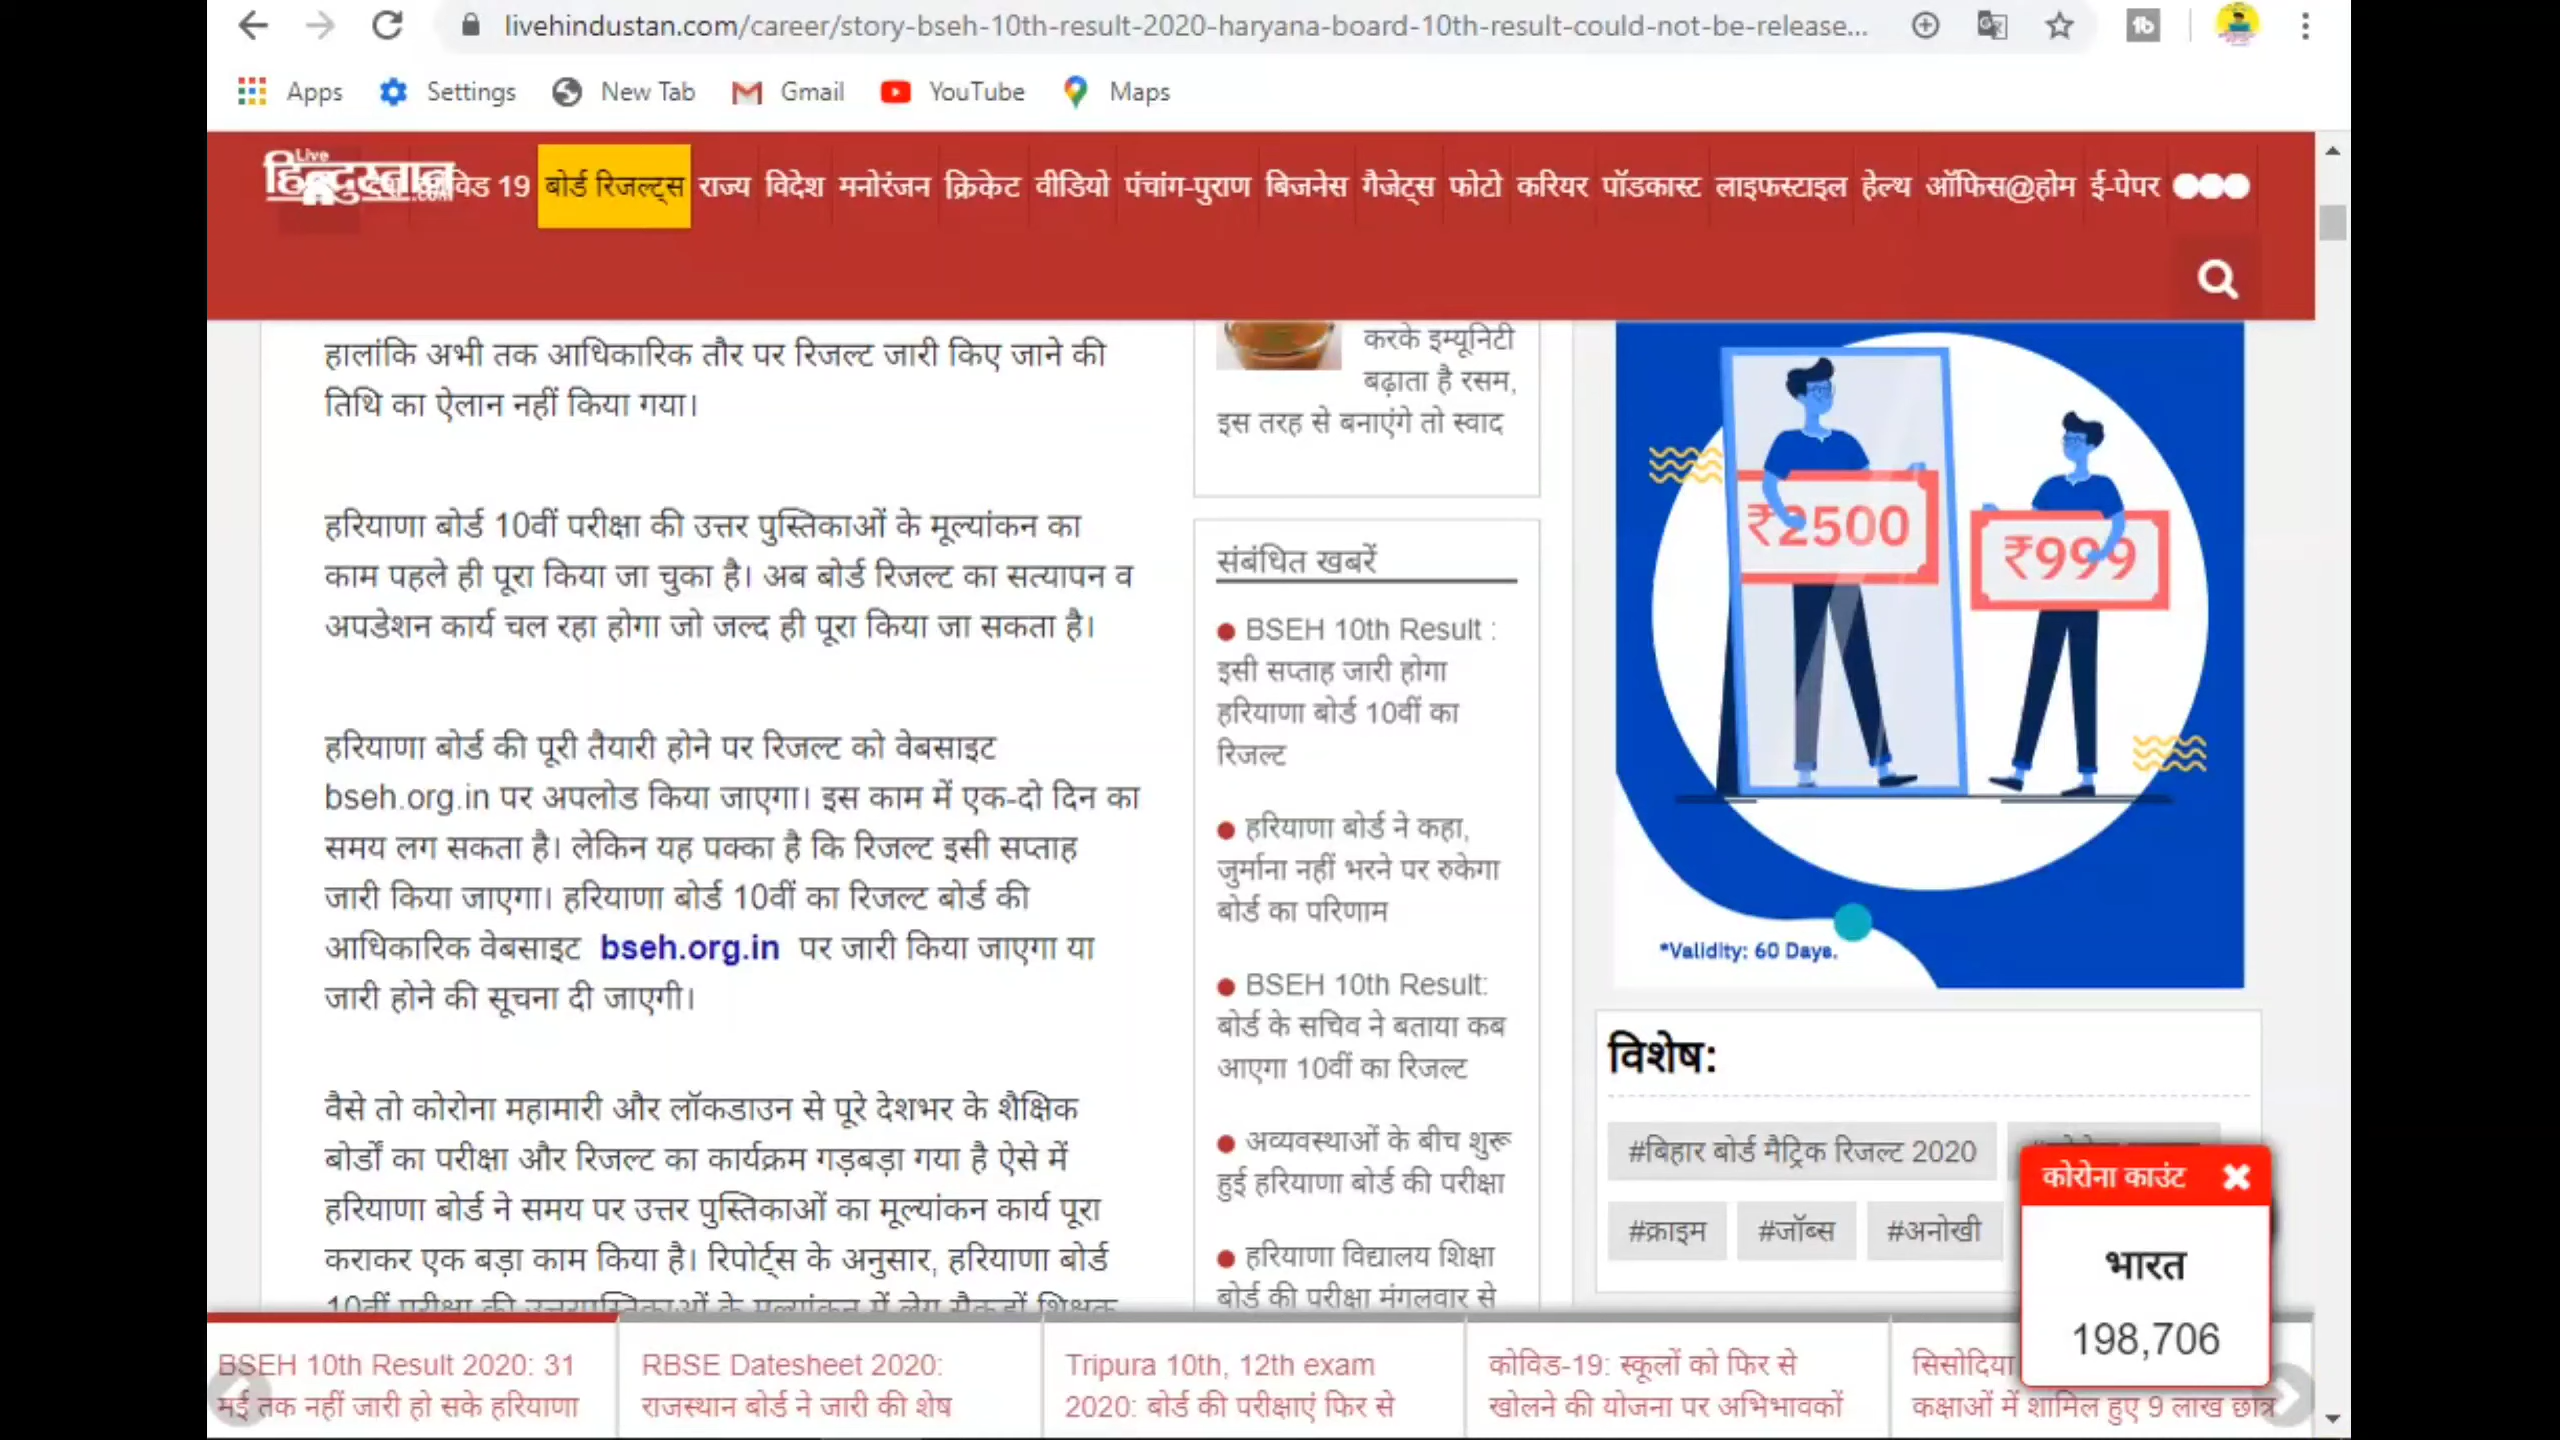 livehindustan.com/career/story-bseh-10th-result-2020-haryana-board-10th-result-could-not-be-release...
Apps Settings New Tab Gmail YouTube Maps
Live
हिन्दुस्तान
.com
19 बोर्ड रिजल्ट्स राज्य विदेश मनोरंजन क्रिकेट वीडियो पंचांग-पुराण बिजनेस गैजेट्स फोटो करियर पॉडकास्ट लाइफस्टाइल हेल्थ ऑफिस@होम ई-पेपर
हालांकि अभी तक आधिकारिक तौर पर रिजल्ट जारी किए जाने की
तिथि का ऐलान नहीं किया गया।
हरियाणा बोर्ड 10वीं परीक्षा की उत्तर पुस्तिकाओं के मूल्यांकन का
काम पहले ही पूरा किया जा चुका है। अब बोर्ड रिजल्ट का सत्यापन व
अपडेशन कार्य चल रहा होगा जो जल्द ही पूरा किया जा सकता है।
हरियाणा बोर्ड की पूरी तैयारी होने पर रिजल्ट को वेबसाइट
bseh.org.in पर अपलोड किया जाएगा। इस काम में एक-दो दिन का
समय लग सकता है। लेकिन यह पक्का है कि रिजल्ट इसी सप्ताह
जारी किया जाएगा। हरियाणा बोर्ड 10वीं का रिजल्ट बोर्ड की
आधिकारिक वेबसाइट bseh.org.in पर जारी किया जाएगा या
जारी होने की सूचना दी जाएगी।
वैसे तो कोरोना महामारी और लॉकडाउन से पूरे देशभर के शैक्षिक
बोर्डों का परीक्षा और रिजल्ट का कार्यक्रम गड़बड़ा गया है ऐसे में
हरियाणा बोर्ड ने समय पर उत्तर पुस्तिकाओं का मूल्यांकन कार्य पूरा
कराकर एक बड़ा काम किया है। रिपोर्ट्स के अनुसार, हरियाणा बोर्ड
10वीं परीक्षा की उत्तरपुस्तिकाओं के मूल्यांकन में
करके इम्यूनिटी
बढ़ाता है रसम,
इस तरह से बनाएंगे तो स्वाद
संबंधित खबरें
BSEH 10th Result :
इसी सप्ताह जारी होगा
हरियाणा बोर्ड 10वीं का
रिजल्ट
हरियाणा बोर्ड ने कहा,
जुर्माना नहीं भरने पर रुकेगा
बोर्ड का परिणाम
BSEH 10th Result:
बोर्ड के सचिव ने बताया कब
आएगा 10वीं का रिजल्ट
अव्यवस्थाओं के बीच शुरू
हुई हरियाणा बोर्ड की परीक्षा
हरियाणा विद्यालय शिक्षा
बोर्ड की परीक्षा मंगलवार से
₹2500
₹999
*Validity: 60 Days.
विशेष:
#बिहार बोर्ड मैट्रिक रिजल्ट 2020
#क्राइम #जॉब्स #अनोखी
कोरोना काउंट
भारत
198,706
BSEH 10th Result 2020: 31
मई तक नहीं जारी हो सके हरियाणा
RBSE Datesheet 2020:
राजस्थान बोर्ड ने जारी की शेष
Tripura 10th, 12th exam
2020: बोर्ड की परीक्षाएं फिर से
कोविड-19: स्कूलों को फिर से
खोलने की योजना पर अभिभावकों
सिसोदिया
कक्षाओं में शामिल हुए 9 लाख छात्र